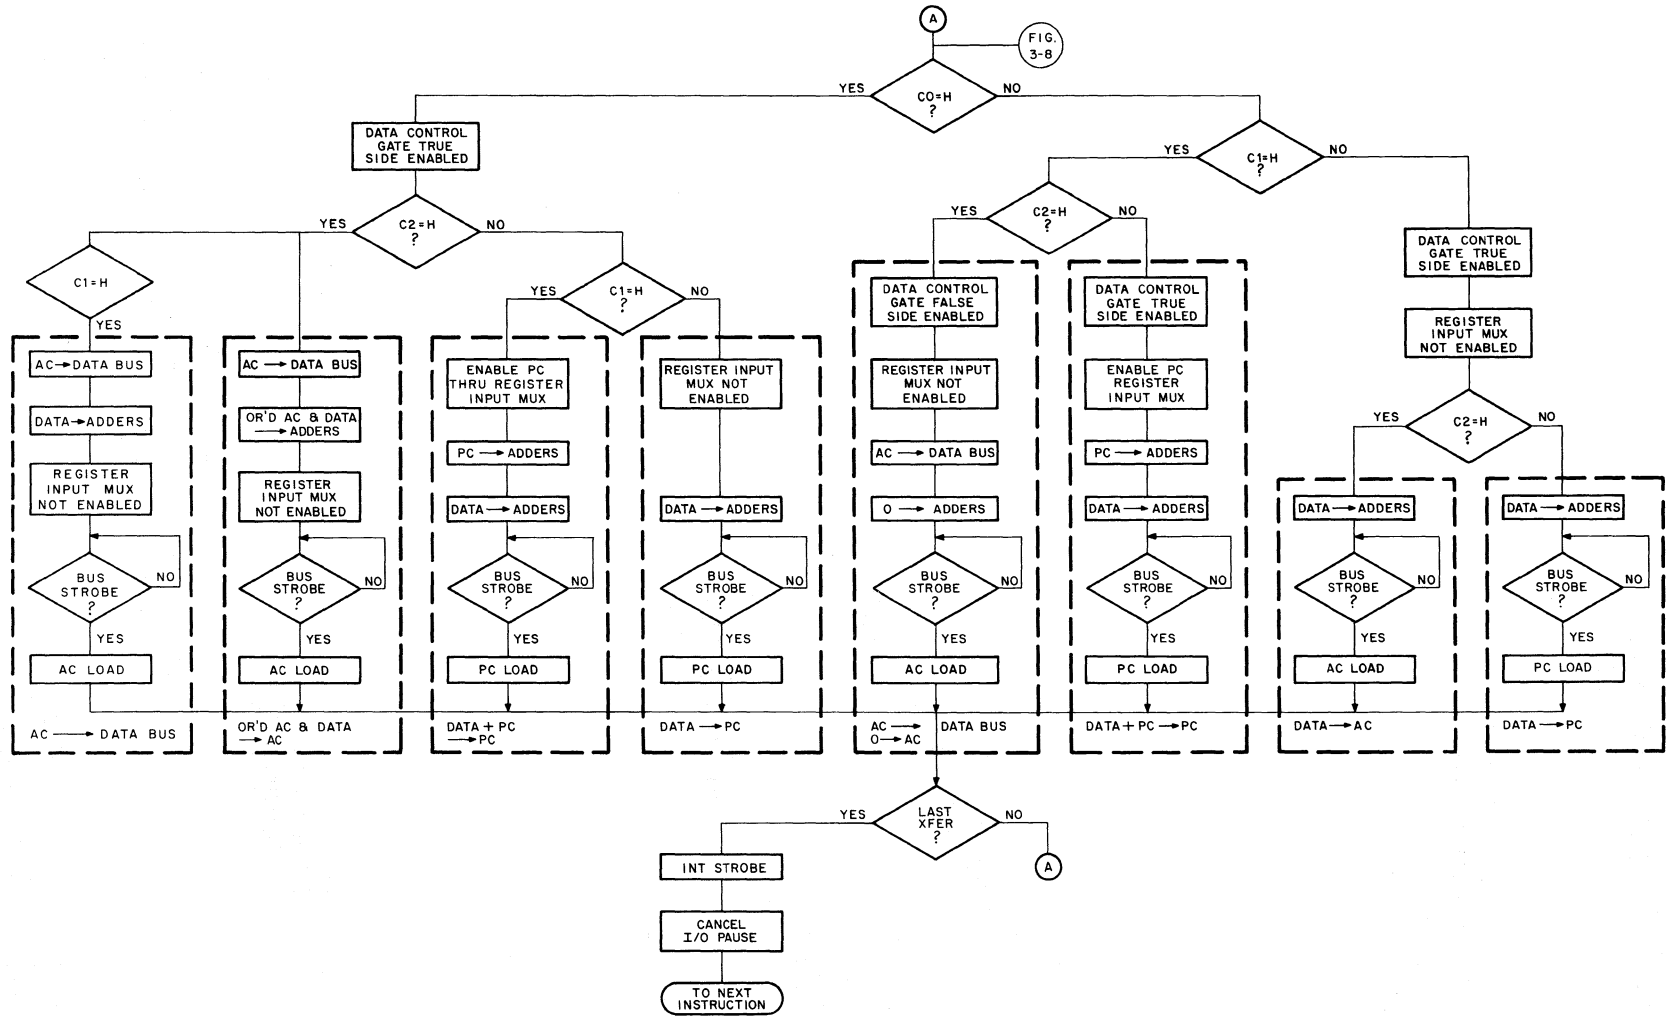 A
FIG.
3-8
C0=H
?
YES
NO
DATA CONTROL
GATE TRUE
SIDE ENABLED
C1=H
?
YES
NO
C2=H
?
YES
NO
C2=H
?
YES
NO
DATA CONTROL
GATE TRUE
SIDE ENABLED
C1=H
YES
C1=H
?
YES
NO
REGISTER
INPUT MUX
NOT ENABLED
C2=H
?
YES
NO
AC→DATA BUS
DATA→ADDERS
REGISTER
INPUT MUX
NOT ENABLED
BUS
STROBE
?
NO
YES
AC LOAD
AC → DATA BUS
AC → DATA BUS
OR'D AC & DATA
→ ADDERS
REGISTER
INPUT MUX
NOT ENABLED
BUS
STROBE
?
NO
YES
AC LOAD
OR'D AC & DATA
→ AC
ENABLE PC
THRU REGISTER
INPUT MUX
PC → ADDERS
DATA → ADDERS
BUS
STROBE
?
NO
YES
PC LOAD
DATA + PC
→ PC
REGISTER INPUT
MUX NOT
ENABLED
DATA → ADDERS
BUS
STROBE
?
NO
YES
PC LOAD
DATA → PC
DATA CONTROL
GATE FALSE
SIDE ENABLED
REGISTER INPUT
MUX NOT
ENABLED
AC → DATA BUS
O → ADDERS
BUS
STROBE
?
NO
YES
AC LOAD
AC → DATA BUS
O → AC
DATA CONTROL
GATE TRUE
SIDE ENABLED
ENABLE PC
REGISTER
INPUT MUX
PC → ADDERS
DATA → ADDERS
BUS
STROBE
?
NO
YES
PC LOAD
DATA + PC → PC
DATA → ADDERS
BUS
STROBE
?
NO
YES
AC LOAD
DATA → AC
DATA → ADDERS
BUS
STROBE
?
NO
YES
PC LOAD
DATA → PC
LAST
XFER
?
YES
NO
A
INT STROBE
CANCEL
I/O PAUSE
TO NEXT
INSTRUCTION